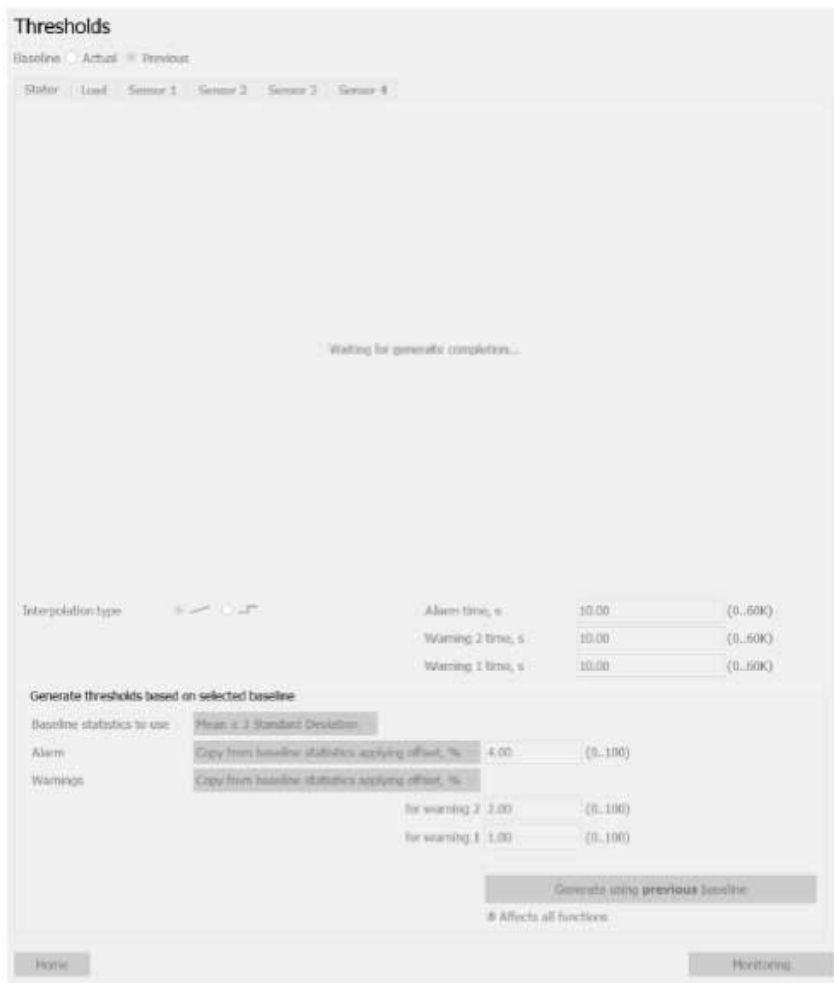 Thresholds
Baseline Actual Previous
Stator Load Sensor 1 Sensor 2 Sensor 3 Sensor 4
Waiting for generate completion...
Interpolation type Alarm time, s 10.00 (0..60K)
Warning 2 time, s 10.00 (0..60K)
Warning 1 time, s 10.00 (0..60K)
Generate thresholds based on selected baseline
Baseline statistics to use Mean ± 3 Standard Deviation
Alarm Copy from baseline statistics applying offset, % 4.00 (0..100)
Warnings Copy from baseline statistics applying offset, %
for warning 2 2.00 (0..100)
for warning 1 1.00 (0..100)
Generate using previous baseline
Affects all functions
Home Monitoring